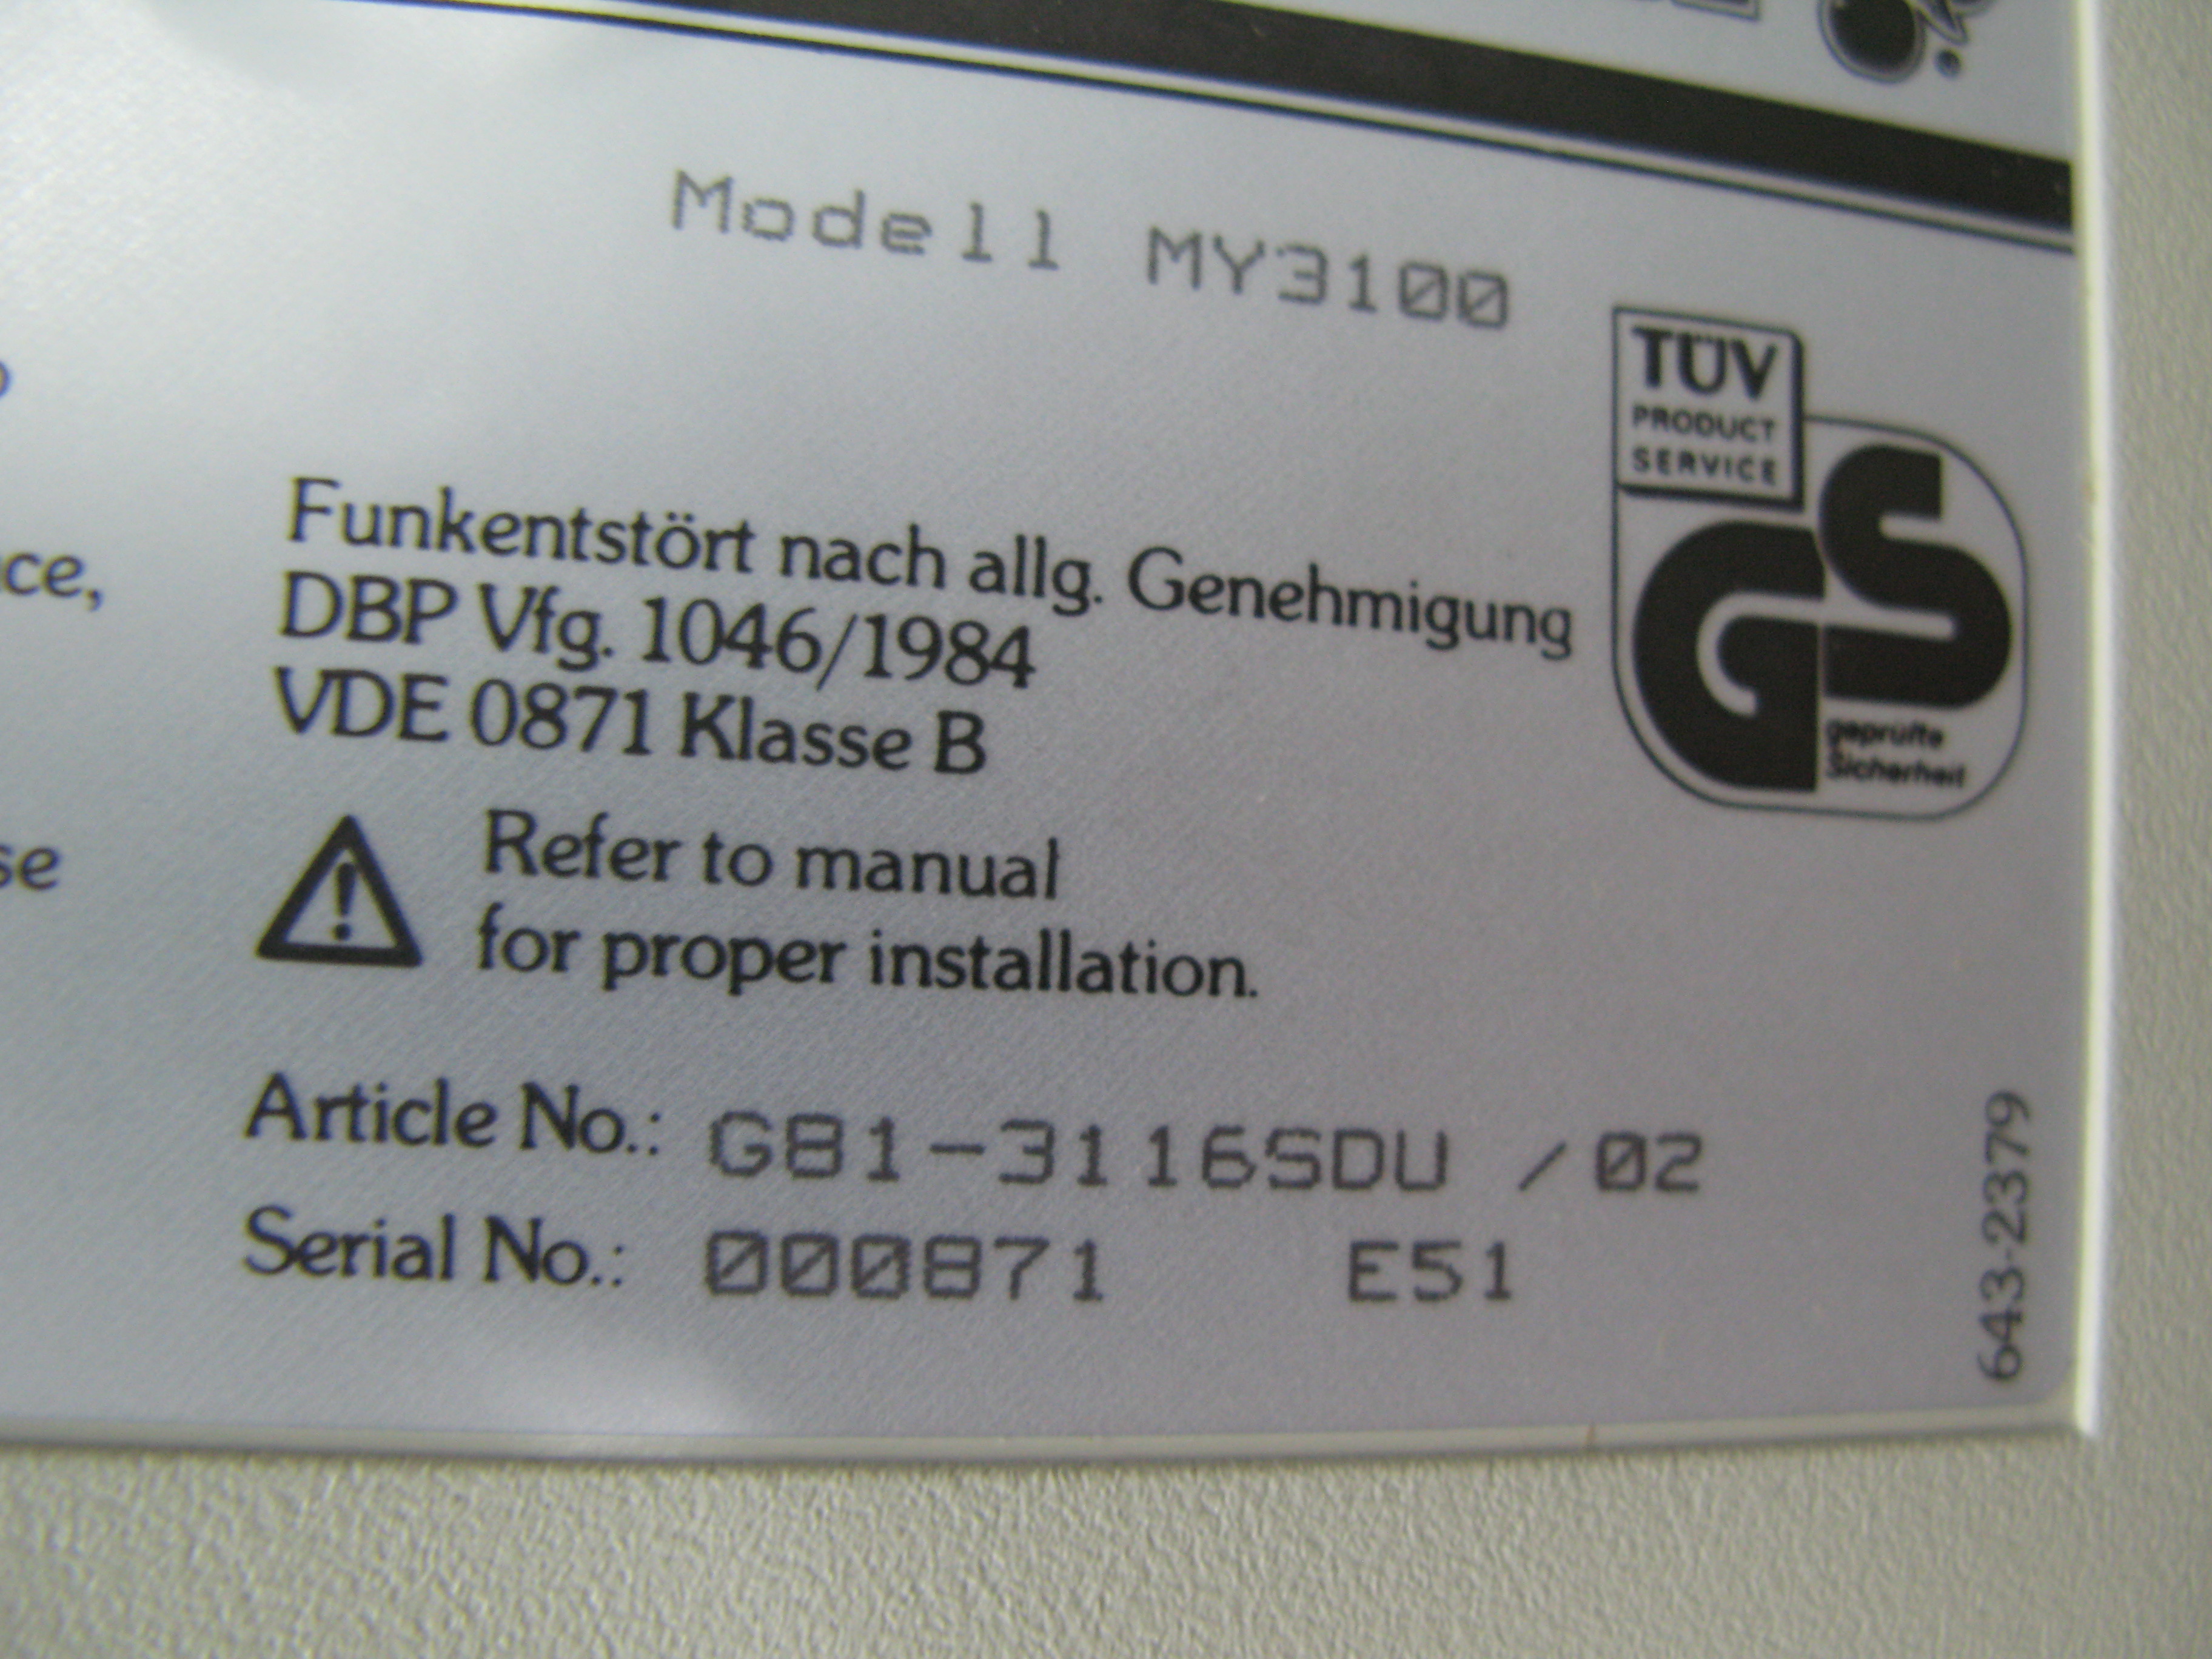 Modell MY3100
TÜV
PRODUCT
SERVICE
GS
geprüfte
Sicherheit
ce,
Funkentstört nach allg. Genehmigung
DBP Vfg. 1046/1984
VDE 0871 Klasse B
se
Refer to manual
for proper installation.
Article No.: G81-3116SDU /02
Serial No.: 000871 E51
643-2379